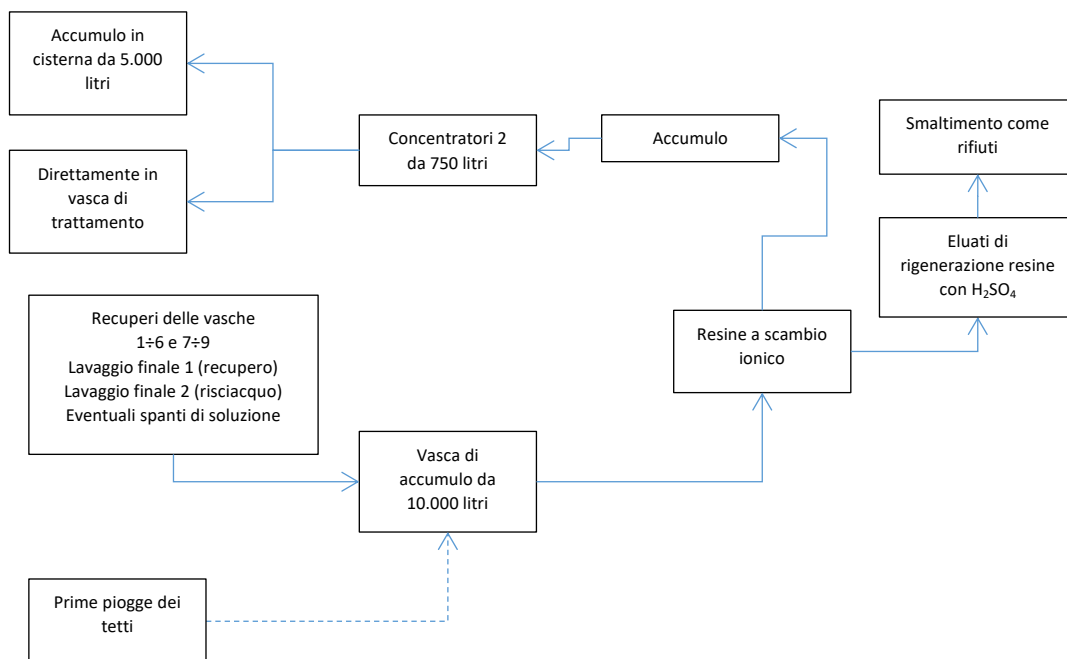 Accumulo in
cisterna da 5.000
litri
Direttamente in
vasca di
trattamento
Concentratori 2
da 750 litri
Accumulo
Smaltimento come
rifiuti
Eluati di
rigenerazione resine
con H₂SO₄
Resine a scambio
ionico
Recuperi delle vasche
1÷6 e 7÷9
Lavaggio finale 1 (recupero)
Lavaggio finale 2 (risciacquo)
Eventuali spanti di soluzione
Vasca di
accumulo da
10.000 litri
Prime piogge dei
tetti